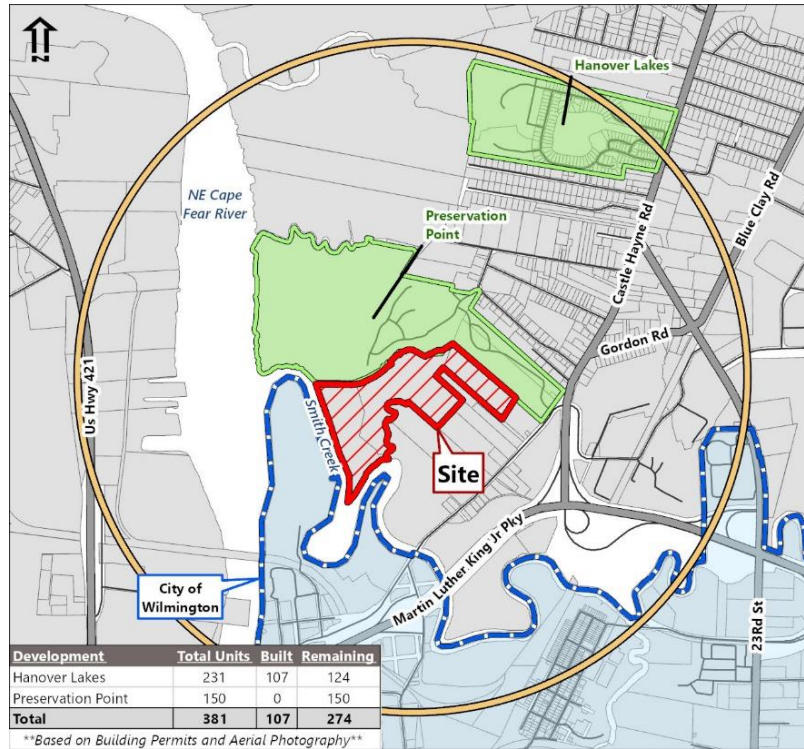 N
Hanover Lakes
NE Cape
Fear River
Preservation
Point
Castle Hayne Rd
Blue Clay Rd
Gordon Rd
Us Hwy 421
Smith Creek
Site
Martin Luther King Jr Pky
City of
Wilmington
23Rd St
Development Total Units Built Remaining
Hanover Lakes 231 107 124
Preservation Point 150 0 150
Total 381 107 274
**Based on Building Permits and Aerial Photography**